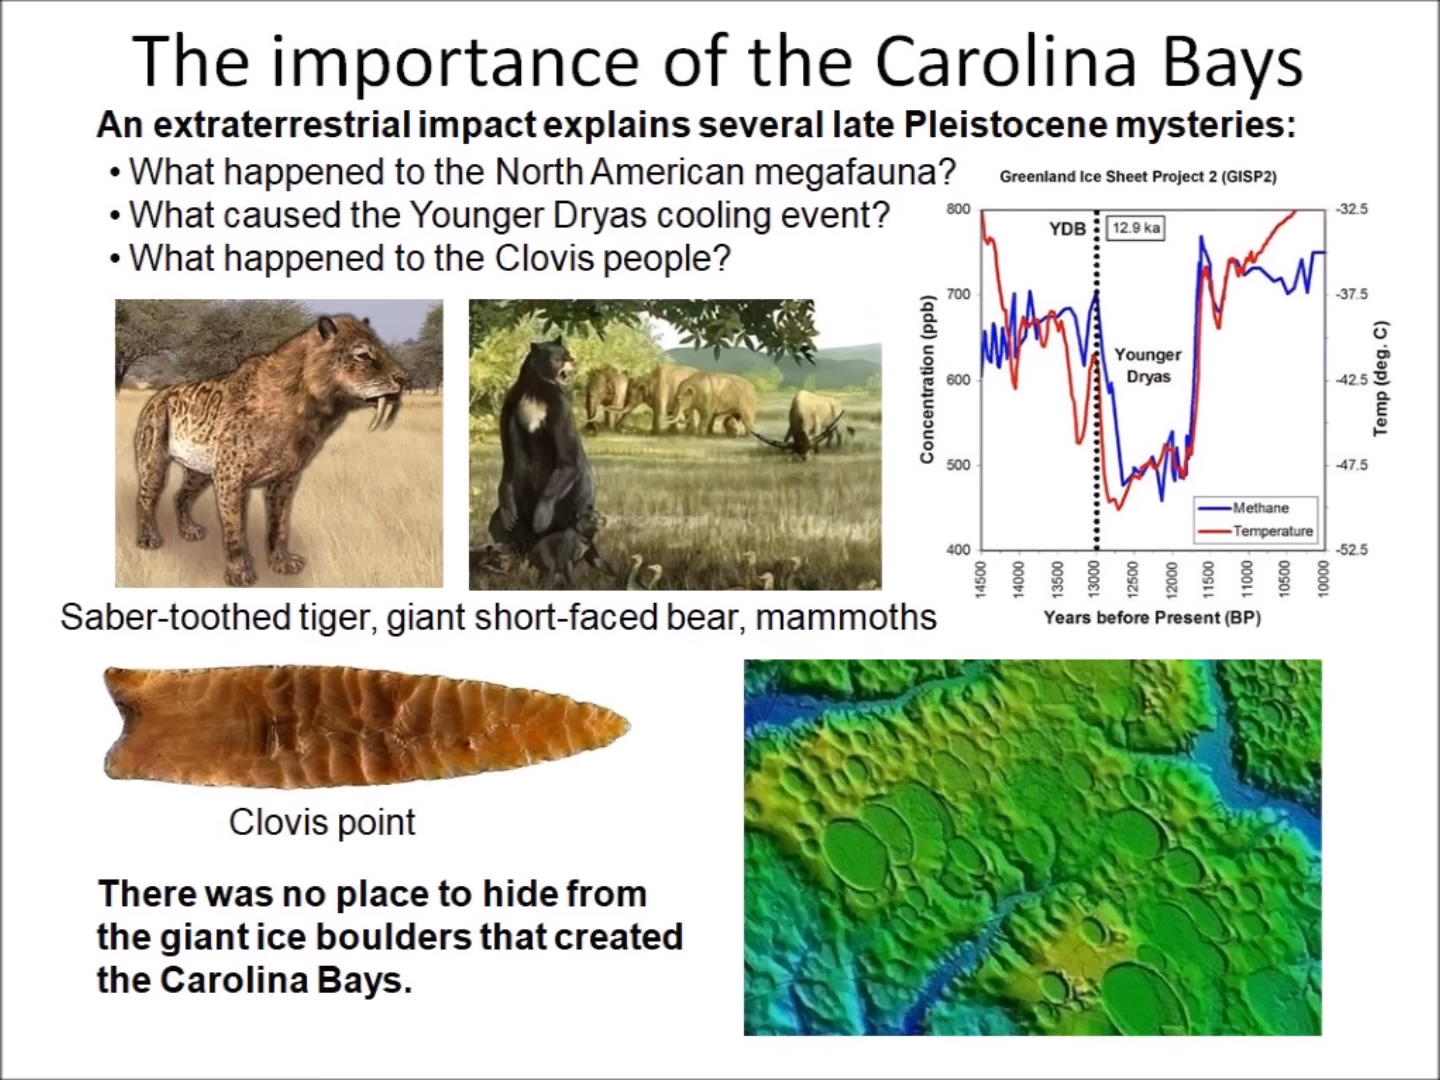 The importance of the Carolina Bays
An extraterrestrial impact explains several late Pleistocene mysteries:
• What happened to the North American megafauna?
• What caused the Younger Dryas cooling event?
• What happened to the Clovis people?
Greenland Ice Sheet Project 2 (GISP2)
800
700
600
500
400
Concentration (ppb)
YDB
12.9 ka
Younger
Dryas
Methane
Temperature
-32.5
-37.5
-42.5
-47.5
-52.5
Temp (deg. C)
14500
14000
13500
13000
12500
12000
11500
11000
10500
10000
Years before Present (BP)
Saber-toothed tiger, giant short-faced bear, mammoths
Clovis point
There was no place to hide from
the giant ice boulders that created
the Carolina Bays.